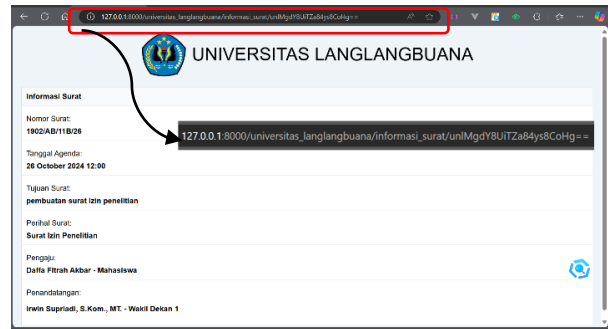 127.0.0.1:8000/universitas_langlangbuana/informasi_surat/unIMgdY8UiTZa84ys8CoHg==
UNIVERSITAS LANGLANGBUANA
Informasi Surat
Nomor Surat:
1902/AB/11B/26
127.0.0.1:8000/universitas_langlangbuana/informasi_surat/unIMgdY8UiTZa84ys8CoHg==
Tanggal Agenda:
26 October 2024 12:00
Tujuan Surat:
pembuatan surat izin penelitian
Perihal Surat:
Surat Izin Penelitian
Pengaju:
Daffa Fitrah Akbar - Mahasiswa
Penandatangan:
Irwin Supriadi, S.Kom., MT. - Wakil Dekan 1